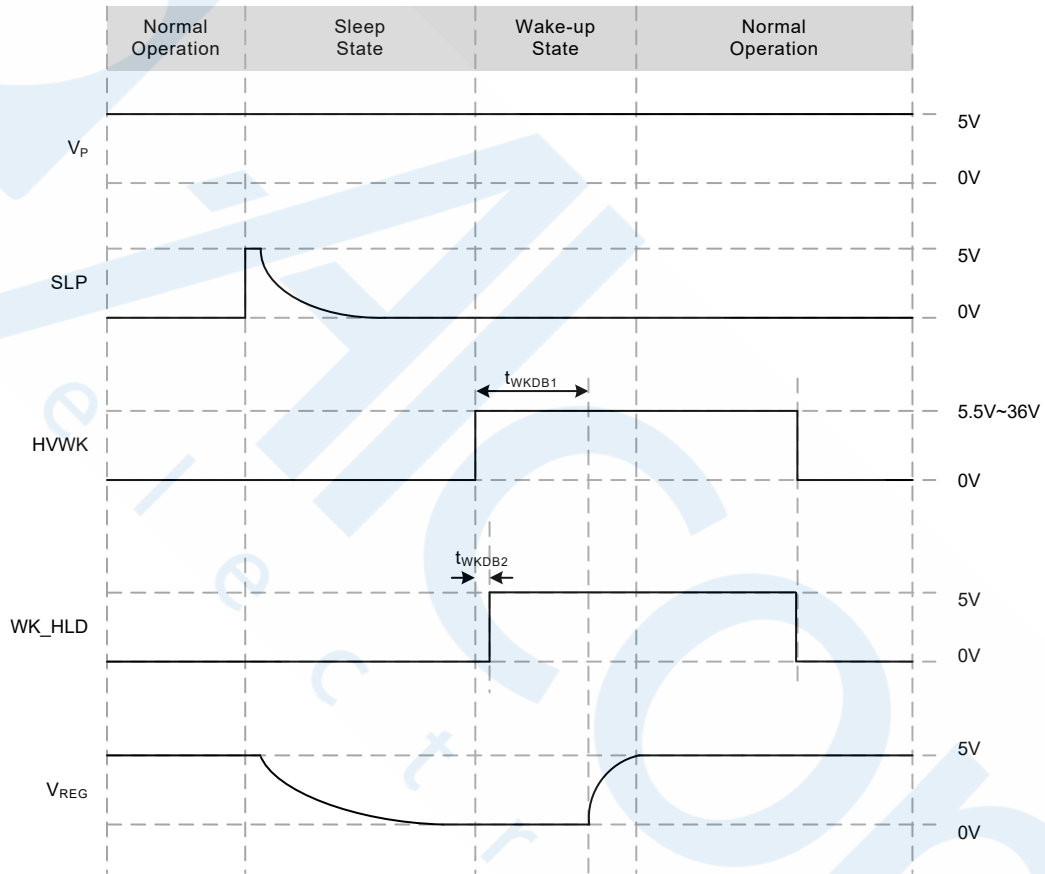 Normal
Operation
Sleep
State
Wake-up
State
Normal
Operation
VP
5V
0V
SLP
5V
0V
tWKDB1
HVWK
5.5V~36V
0V
tWKDB2
WK_HLD
5V
0V
VREG
5V
0V